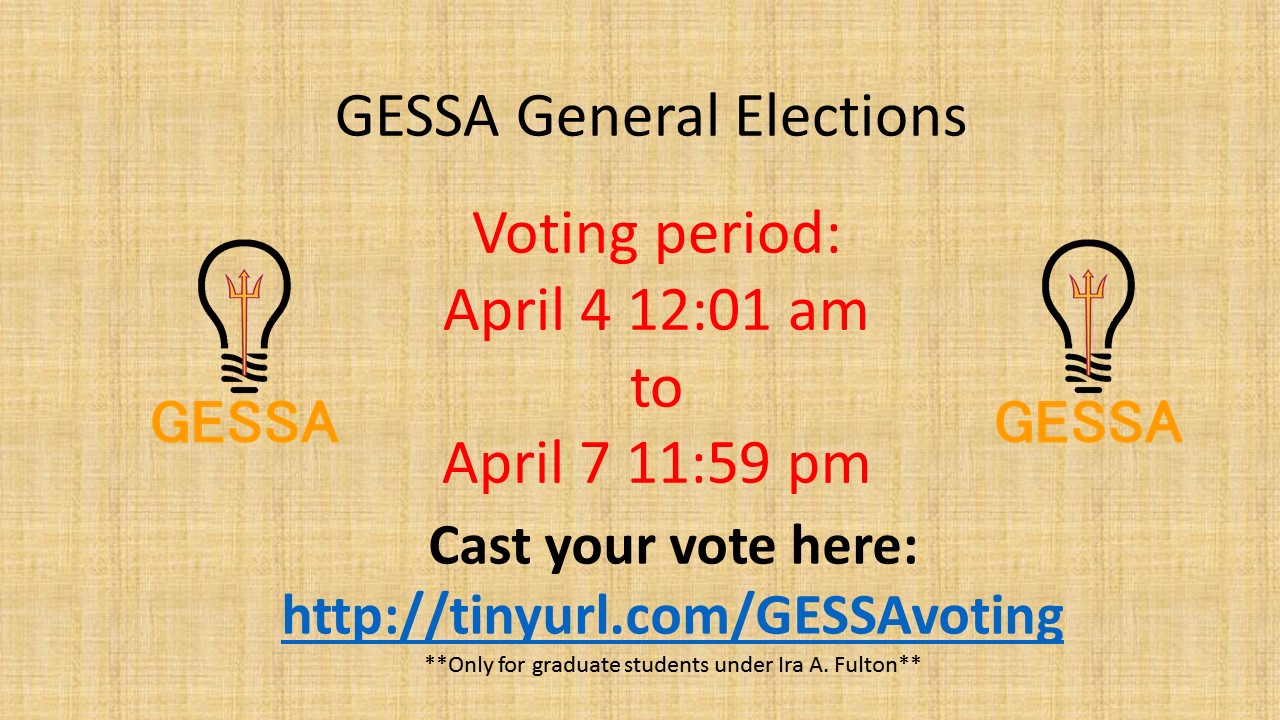 GESSA General Elections
Voting period:
April 4 12:01 am
to
April 7 11:59 pm
GESSA
GESSA
Cast your vote here:
http://tinyurl.com/GESSAvoting
**Only for graduate students under Ira A. Fulton**